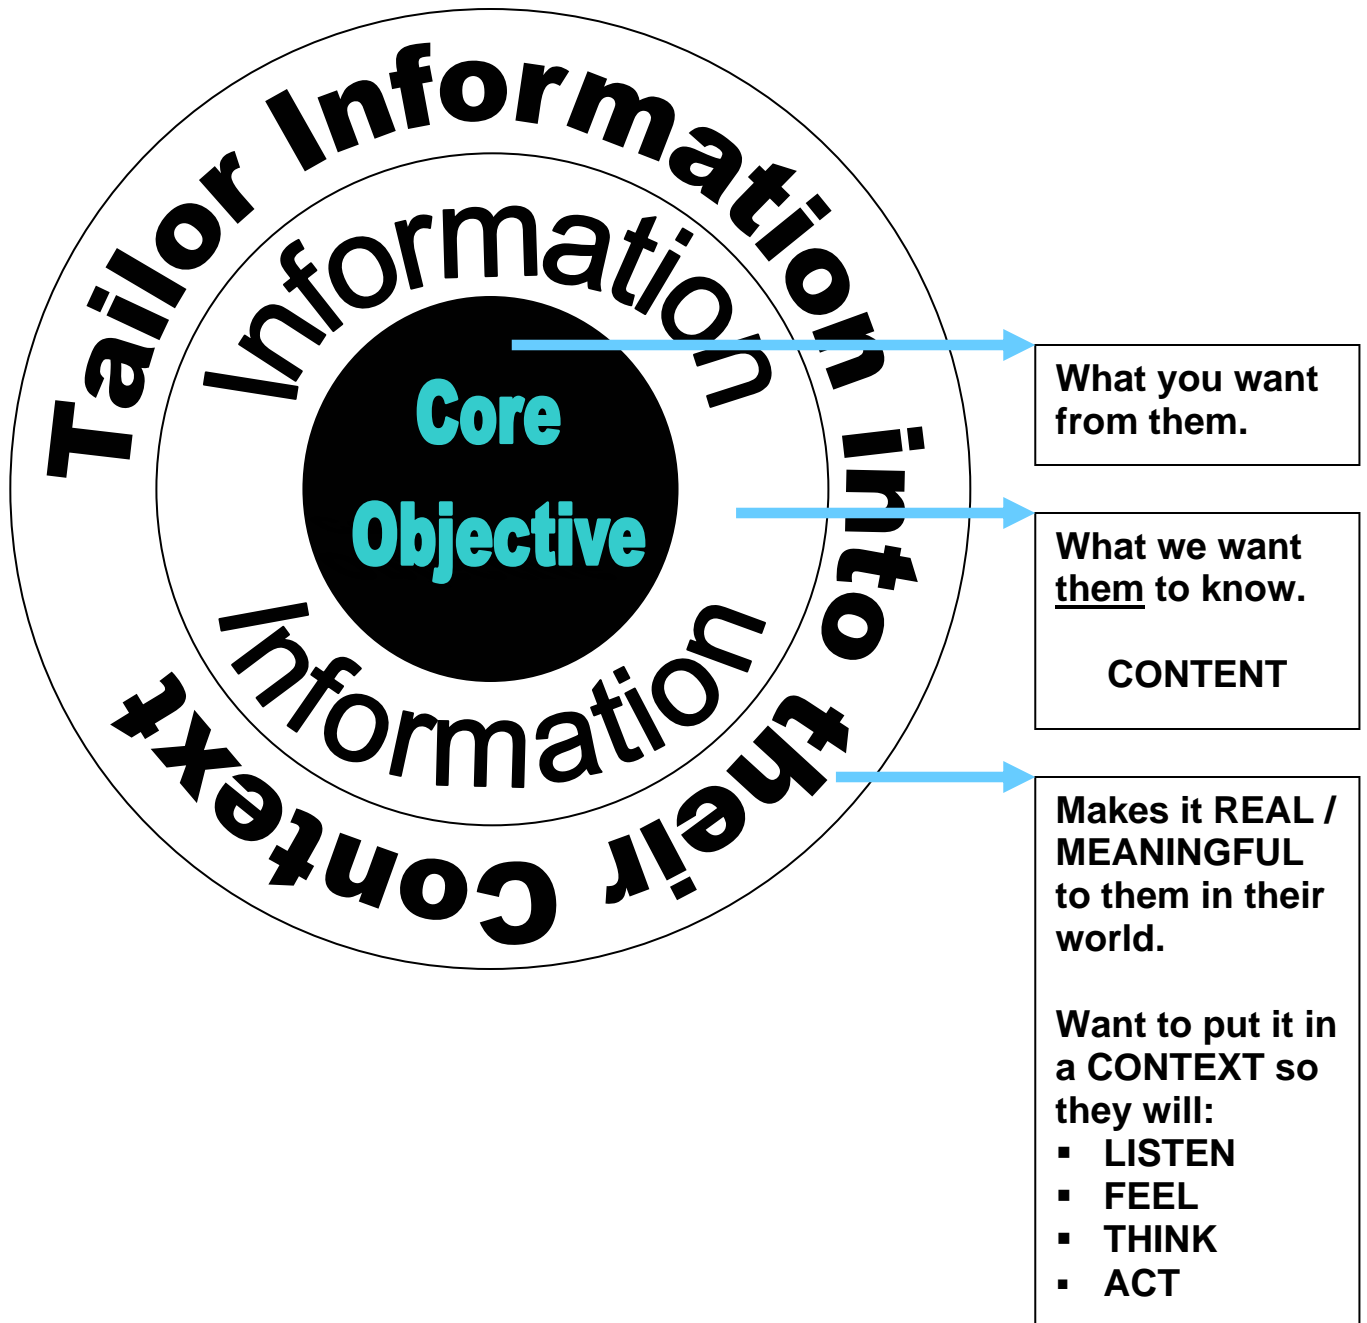 Tailor Information into their Context
Information
Core
Objective
Information
What you want
from them.
What we want
them to know.
CONTENT
Makes it REAL /
MEANINGFUL
to them in their
world.
Want to put it in
a CONTEXT so
they will:
▪ LISTEN
▪ FEEL
▪ THINK
▪ ACT